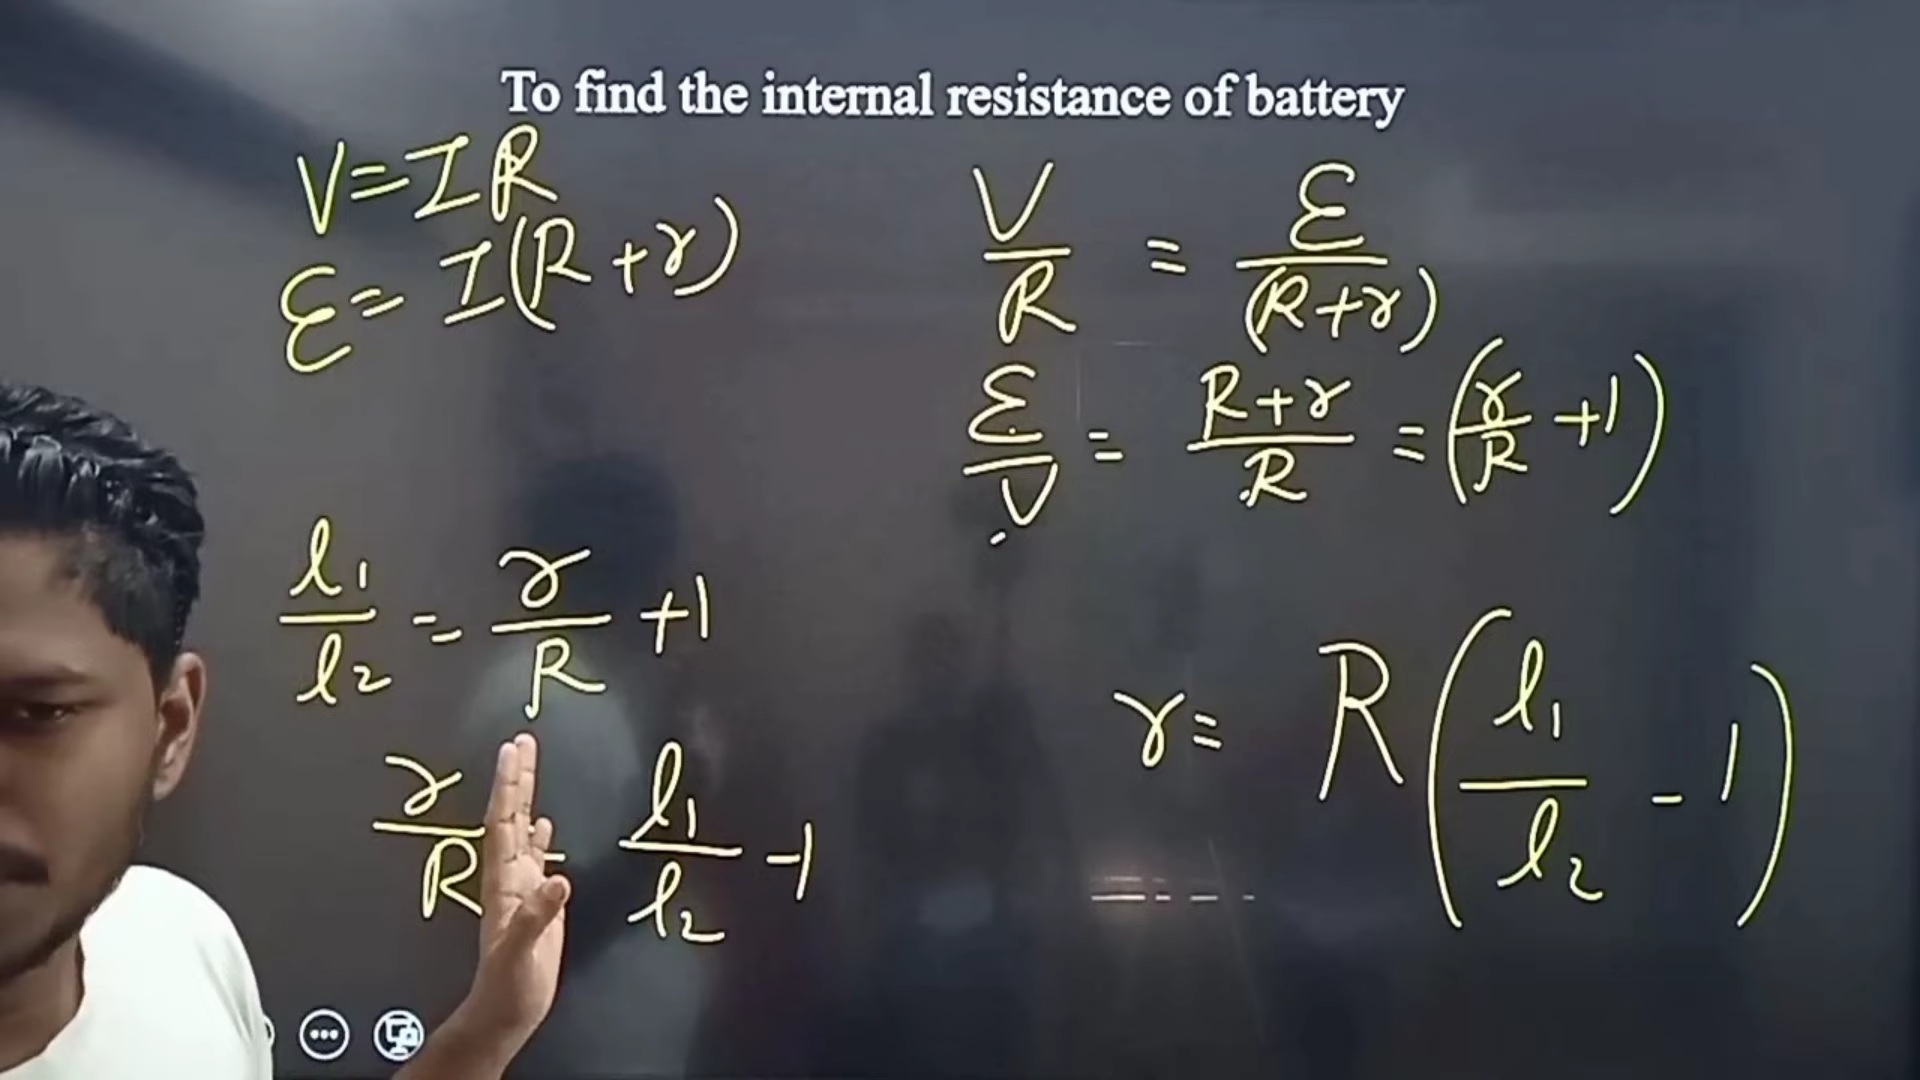 To find the internal resistance of battery
V = IR
ε = I(R + r)
V/R = ε/(R + r)
ε/V = (R + r)/R = (r/R + 1)
l₁/l₂ = r/R + 1
r/R = l₁/l₂ - 1
r = R(l₁/l₂ - 1)